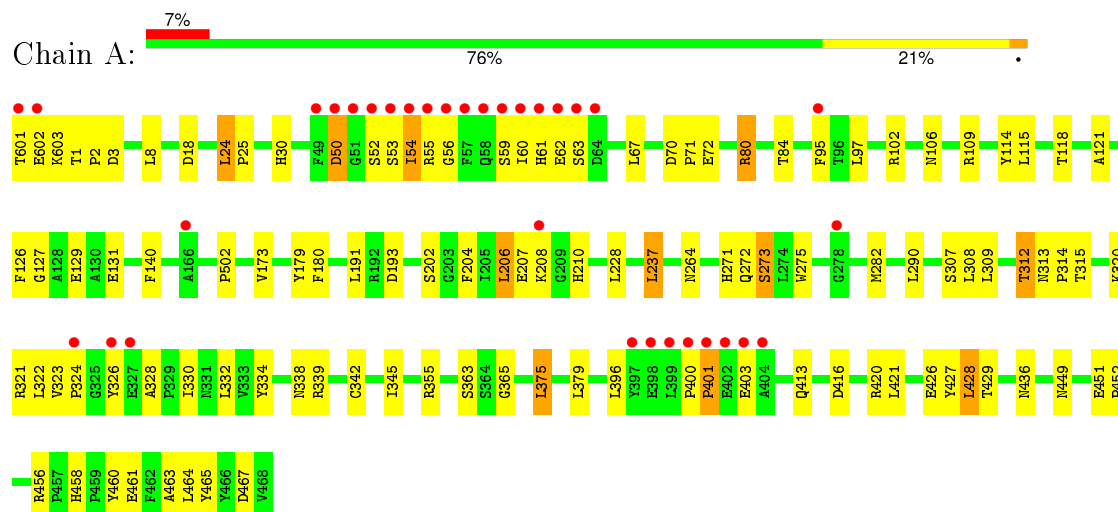 7%
Chain A:
76% 21% •
T601 E602 K603 T1 P2 D3 L8 D18 L24 P25 H30 F49 D50 G51 S52 S53 I54 R55 G56 F57 Q58 S59 I60 H61 E62 S63 D64 L67 D70 P71 E72 R80 T84 F95 T96 L97 R102 N106 R109 Y114 L115 T118 A121
F126 G127 A128 E129 A130 E131 F140 A166 P502 V173 Y179 F180 L191 R192 D193 S202 G203 F204 I205 L206 E207 K208 G209 H210 L228 L237 N264 H271 Q272 S273 L274 W275 G278 M282 L290 S307 L308 L309 T312 N313 P314 T315 K320
R321 L322 V323 P324 G325 Y326 E327 A328 P329 I330 N331 L332 V333 Y334 N338 R339 C342 I345 R355 S363 S364 G365 L375 L379 L396 Y397 E398 L399 P400 P401 E402 E403 A404 Q413 D416 R420 L421 E426 Y427 L428 T429 N436 N449 E451
R456 P457 H458 P459 Y460 E461 F462 A463 L464 Y465 Y466 D467 V468